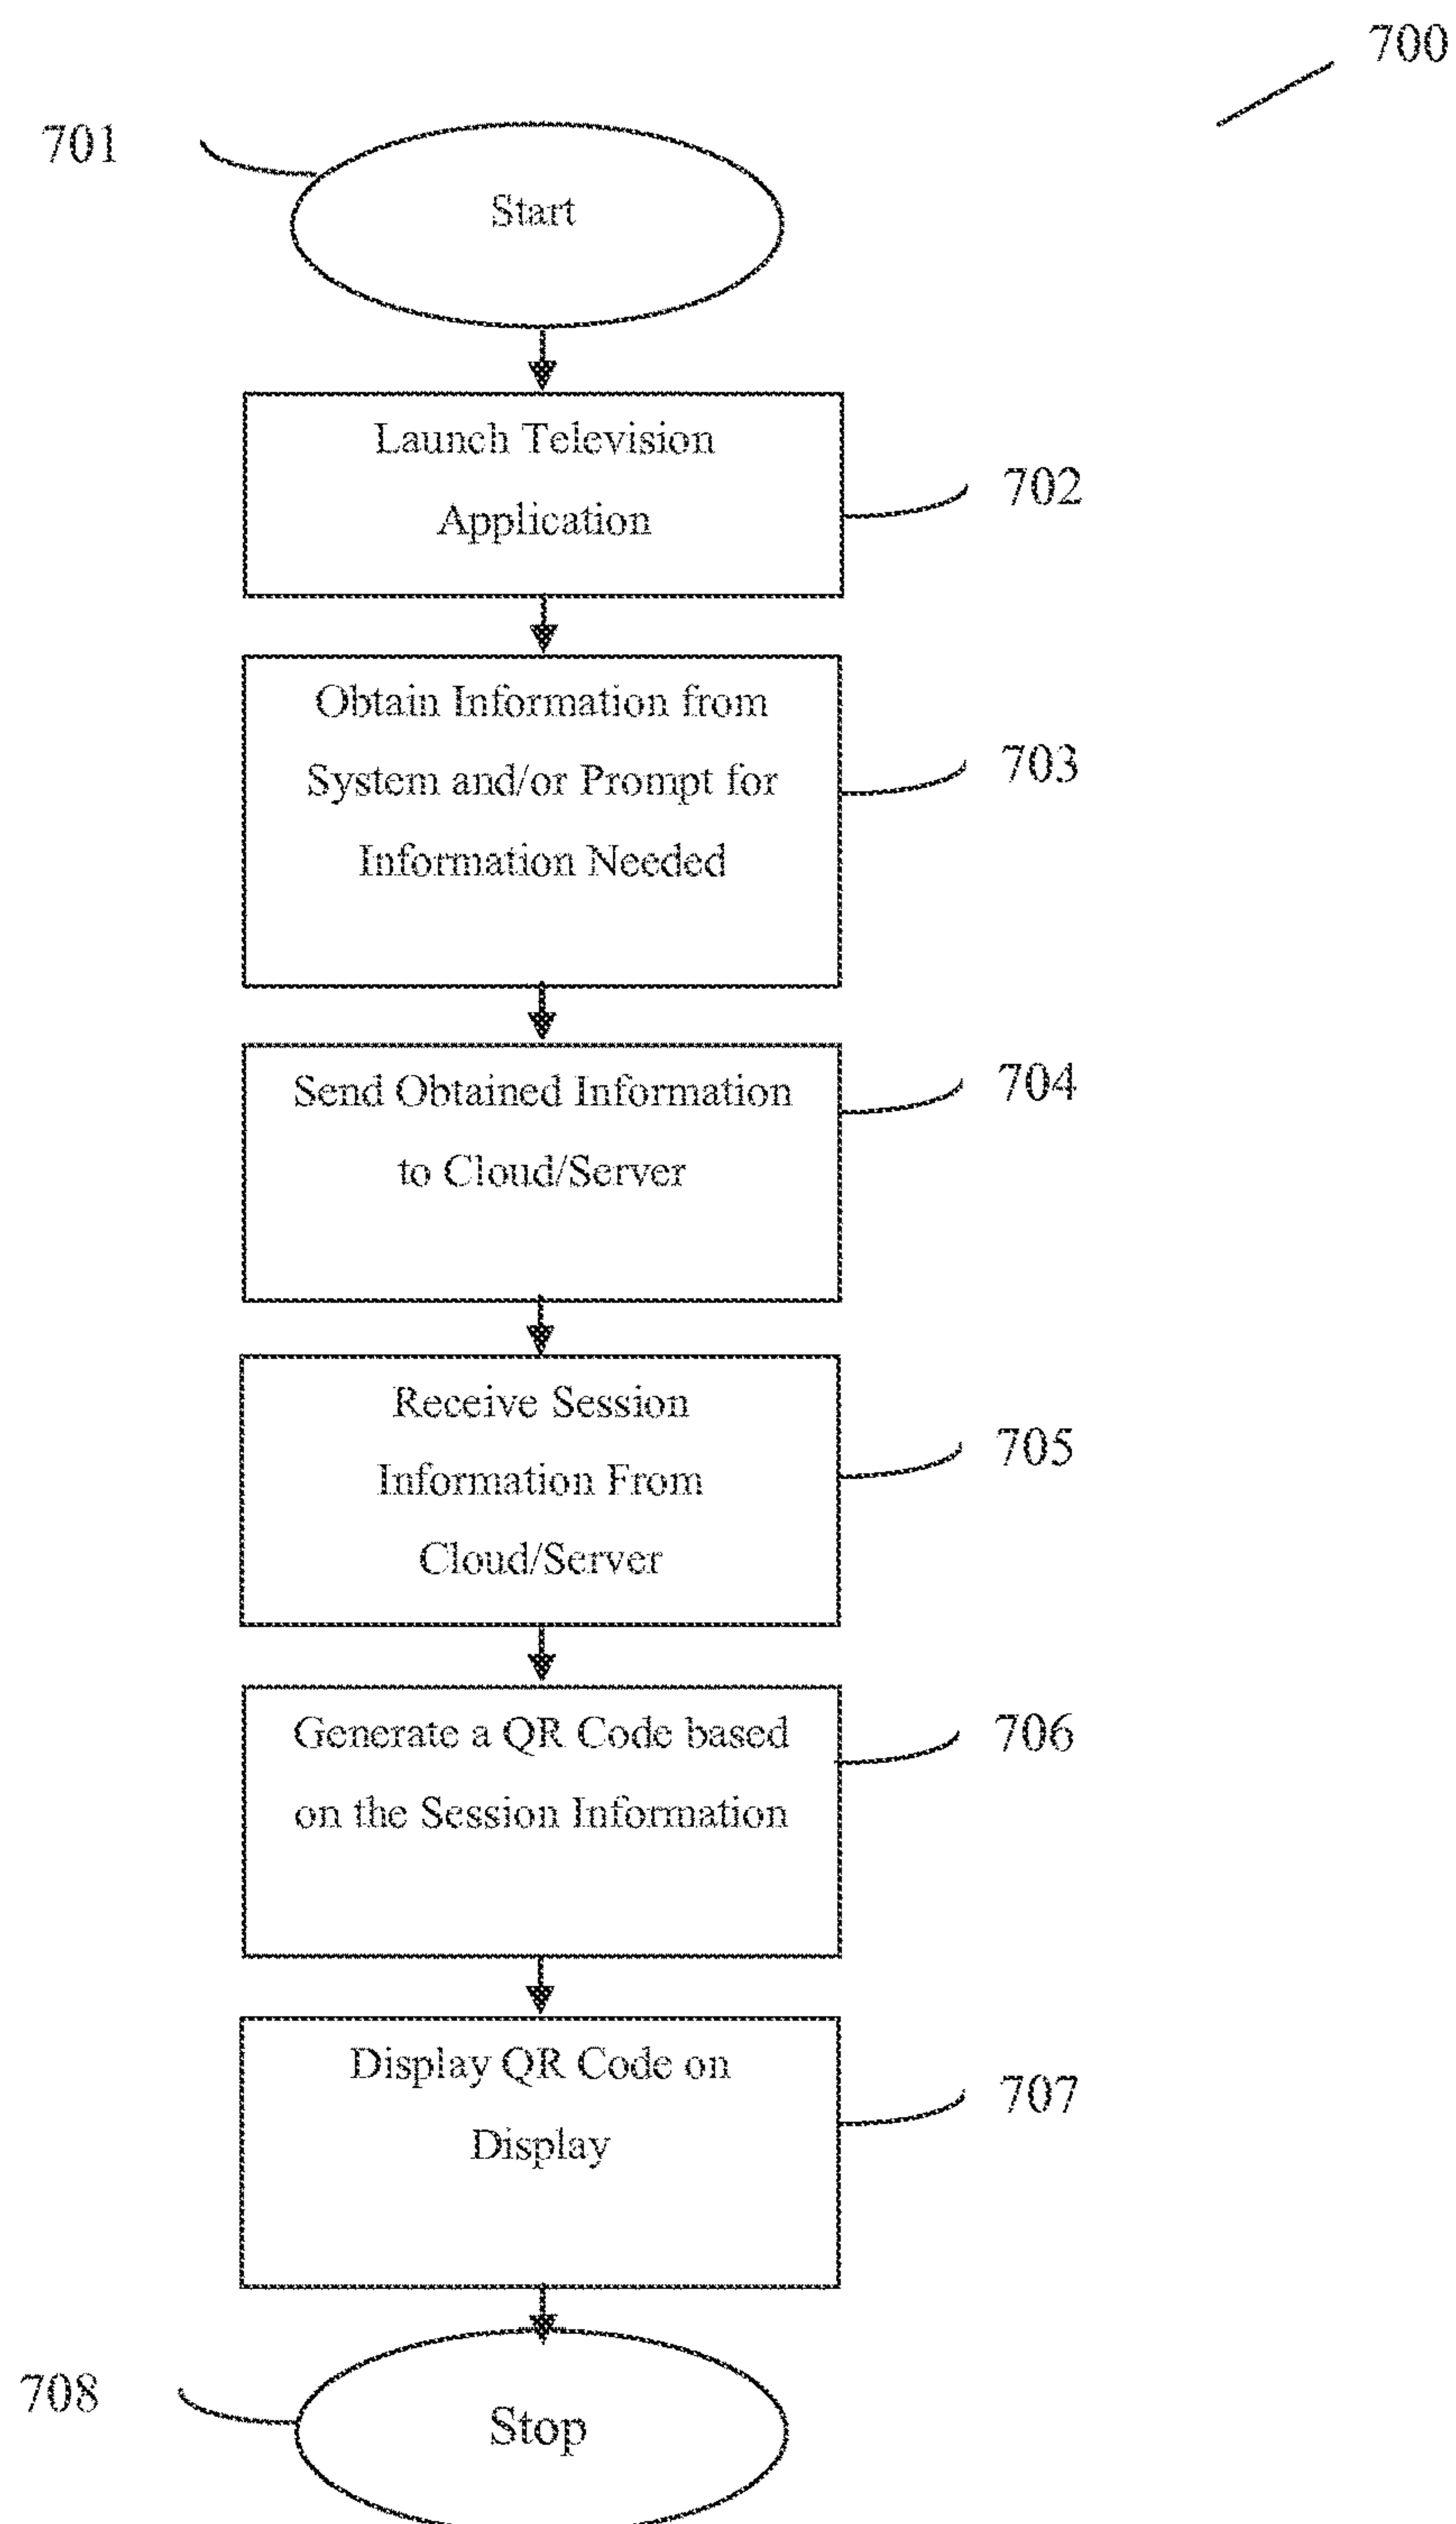 700
701
Start
Launch Television
Application
702
Obtain Information from
System and/or Prompt for
Information Needed
703
Send Obtained Information
to Cloud/Server
704
Receive Session
Information From
Cloud/Server
705
Generate a QR Code based
on the Session Information
706
Display QR Code on
Display
707
708
Stop